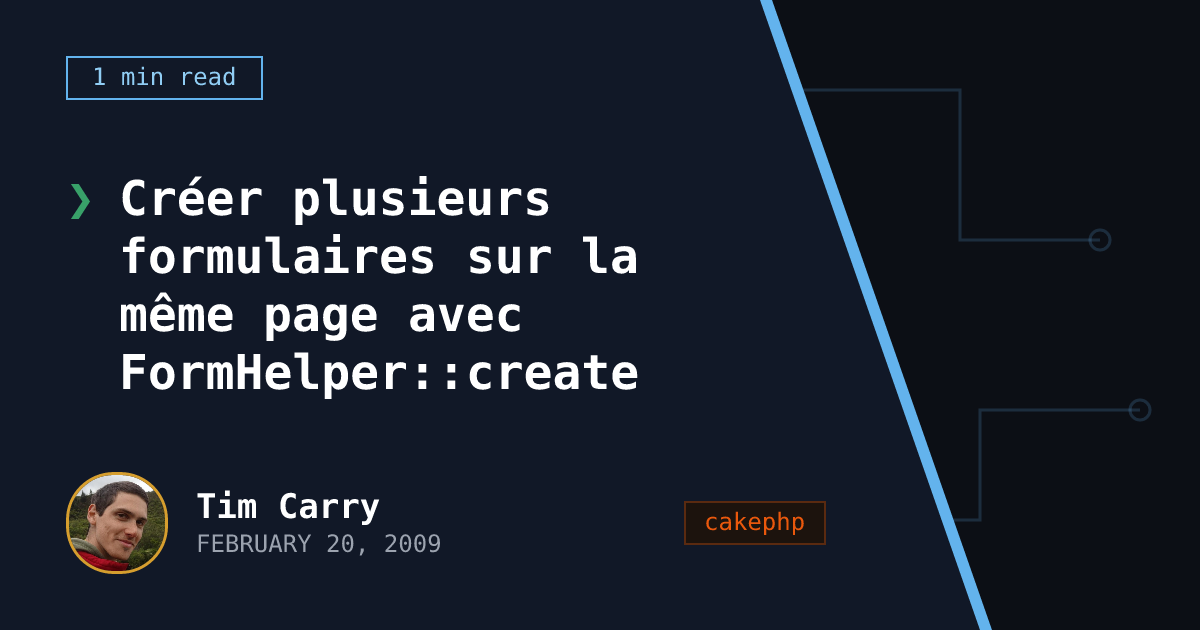 1 min read
❯ Créer plusieurs
formulaires sur la
même page avec
FormHelper::create
Tim Carry
FEBRUARY 20, 2009
cakephp